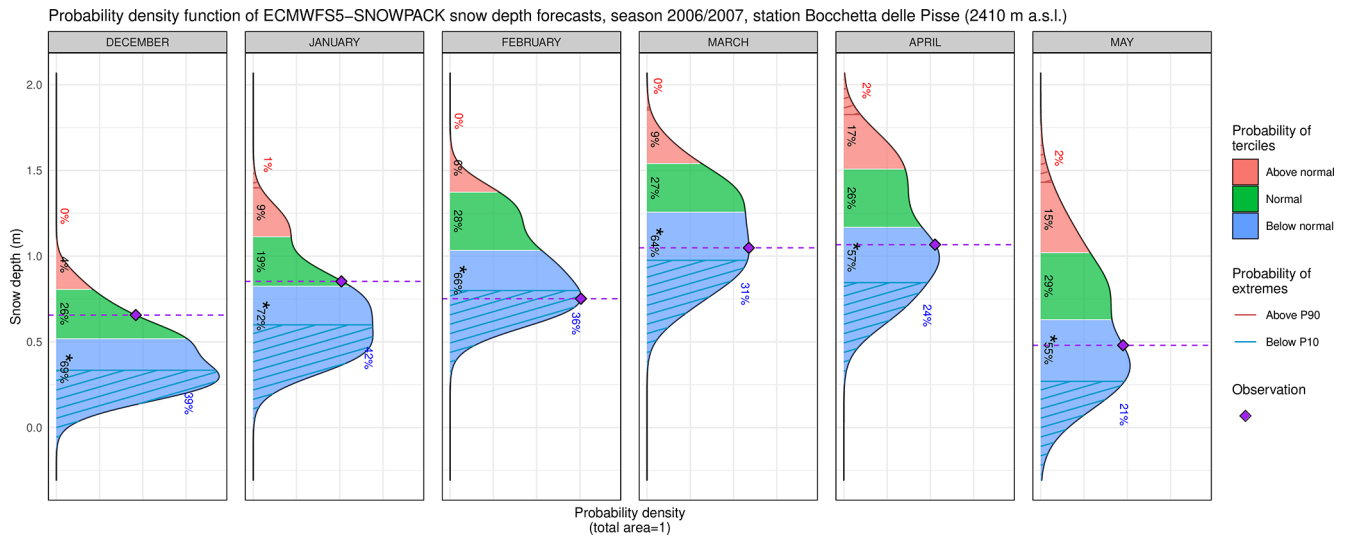 Probability density function of ECMWFS5−SNOWPACK snow depth forecasts, season 2006/2007, station Bocchetta delle Pisse (2410 m a.s.l.)
DECEMBER
JANUARY
FEBRUARY
MARCH
APRIL
MAY
Snow depth (m)
2.0
1.5
1.0
0.5
0.0
0%
4%
26%
*69%
39%
1%
9%
19%
*72%
42%
0%
6%
28%
*66%
36%
0%
9%
27%
*64%
31%
2%
17%
26%
*57%
24%
2%
15%
29%
*55%
21%
Probability density
(total area=1)
Probability of
terciles
Above normal
Normal
Below normal
Probability of
extremes
Above P90
Below P10
Observation